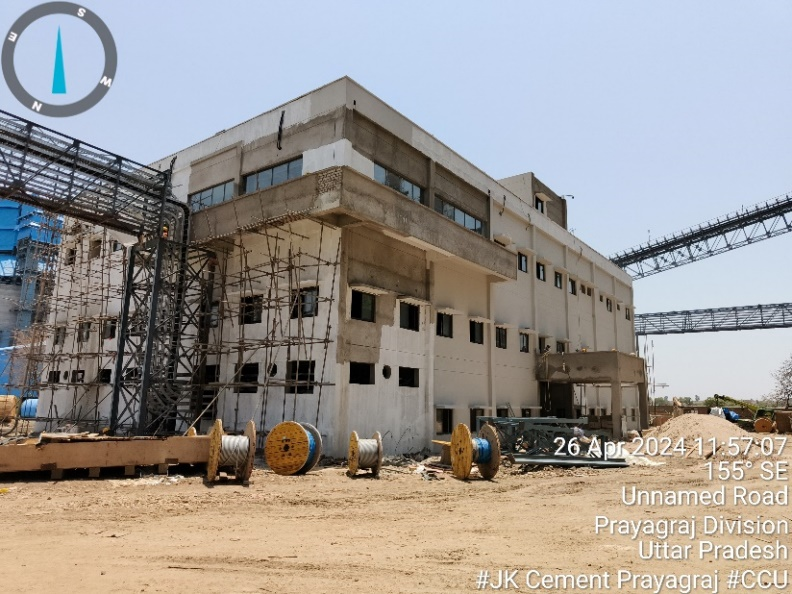 S
E
W
N
26 Apr 2024 11:57:07
155° SE
Unnamed Road
Prayagraj Division
Uttar Pradesh
#JK Cement Prayagraj #CCU